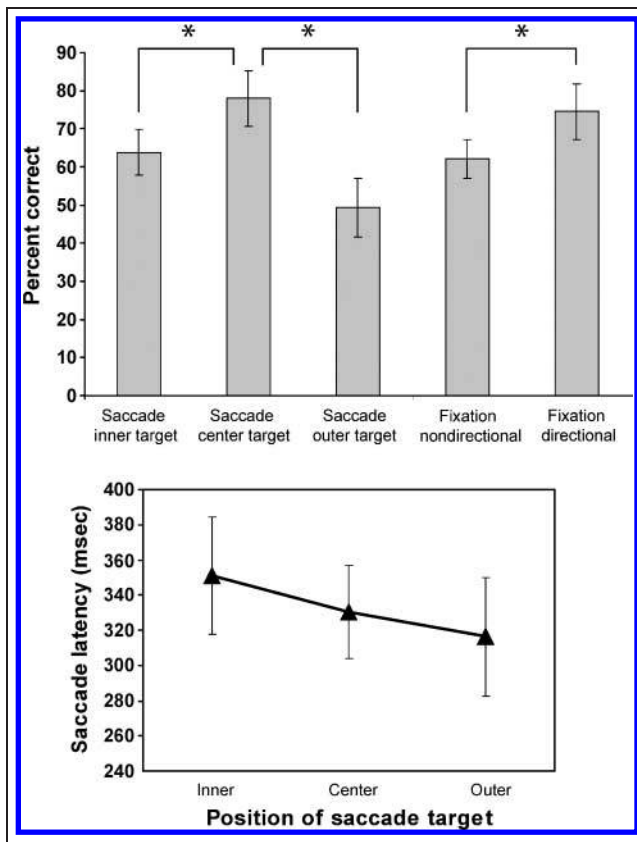 * * *
90
80
70
60
50
40
30
20
10
0
Percent correct
Saccade Saccade Saccade Fixation Fixation
inner target center target outer target nondirectional directional
400
380
360
340
320
300
280
260
240
Saccade latency (msec)
Inner Center Outer
Position of saccade target